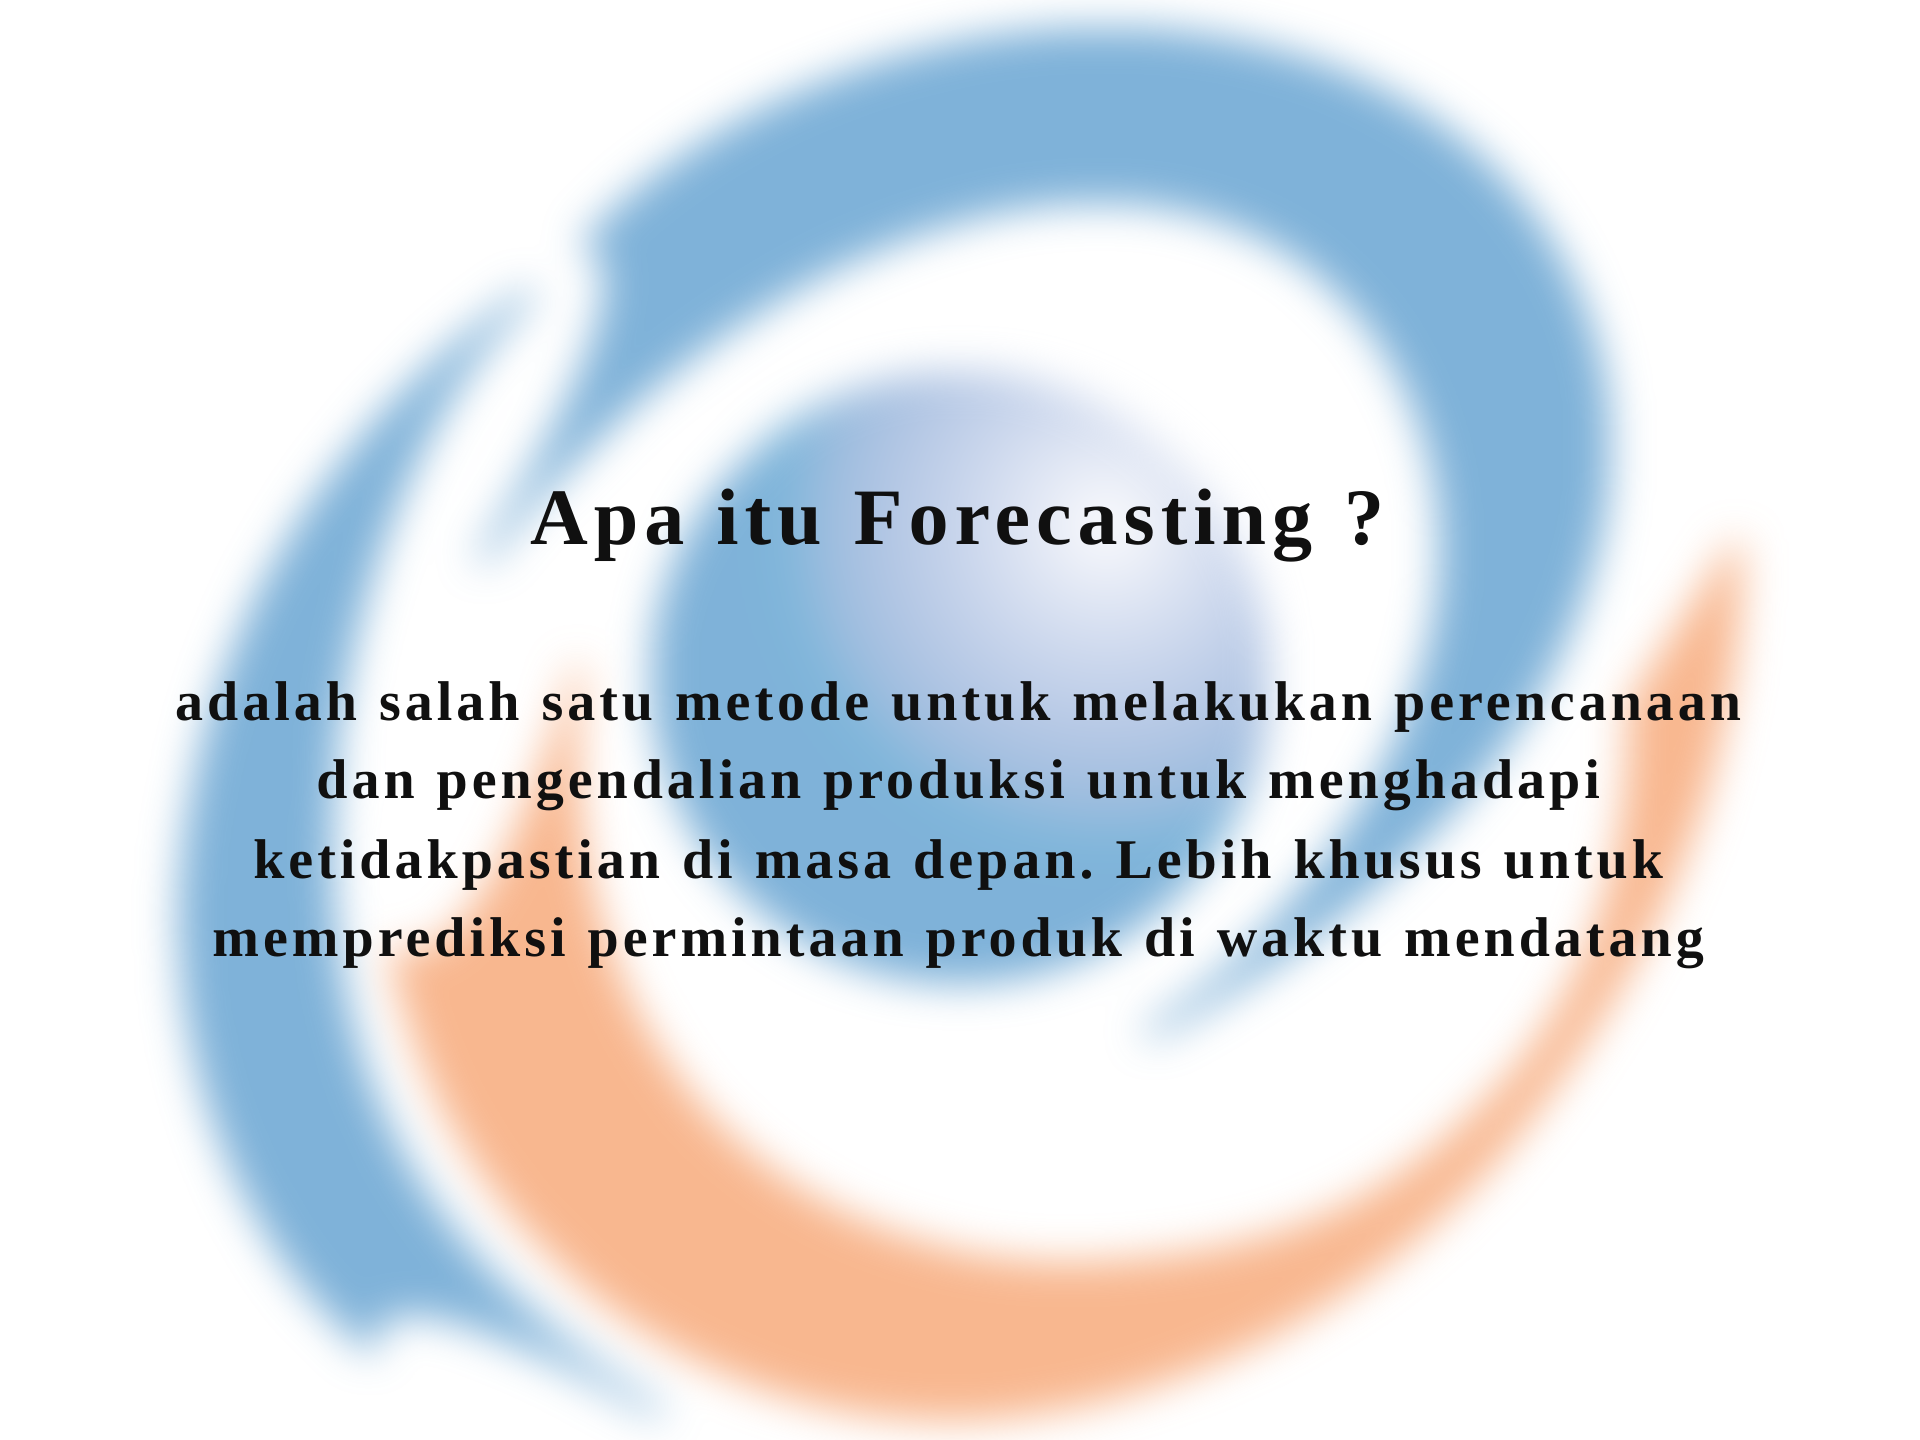 Apa itu Forecasting ?
adalah salah satu metode untuk melakukan perencanaan
dan pengendalian produksi untuk menghadapi
ketidakpastian di masa depan. Lebih khusus untuk
memprediksi permintaan produk di waktu mendatang